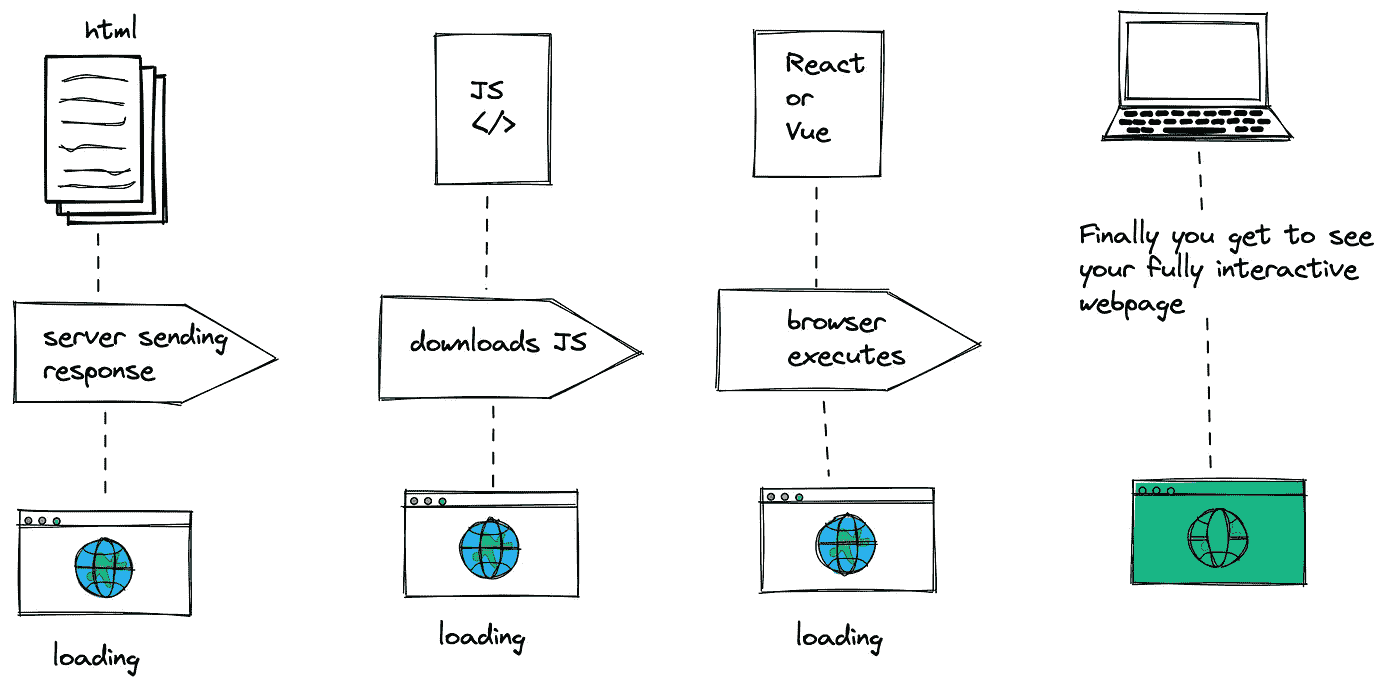 html
JS
</>
React
or
Vue
server sending
response
downloads JS
browser
executes
Finally you get to see
your fully interactive
webpage
loading
loading
loading